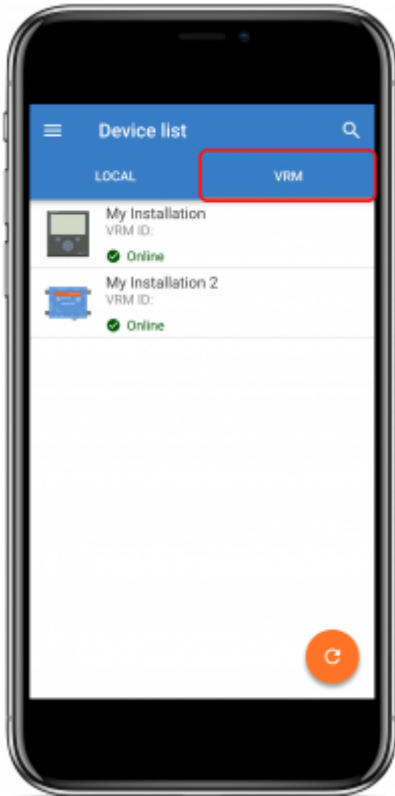 Device list
LOCAL
VRM
My Installation
VRM ID:
Online
My Installation 2
VRM ID:
Online